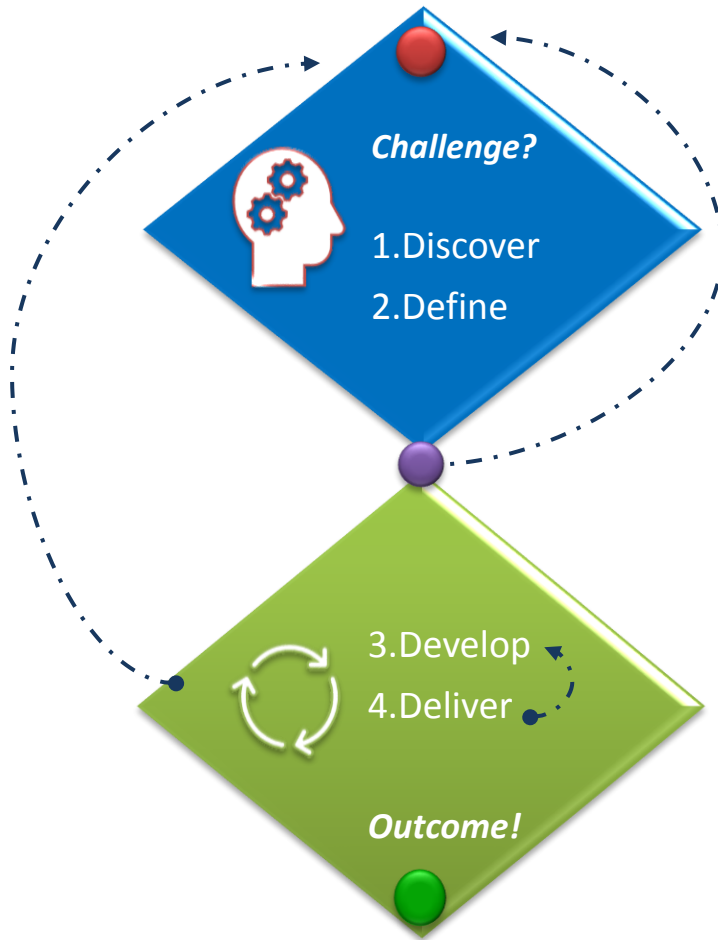 Challenge?
1.Discover
2.Define
3.Develop
4.Deliver
Outcome!